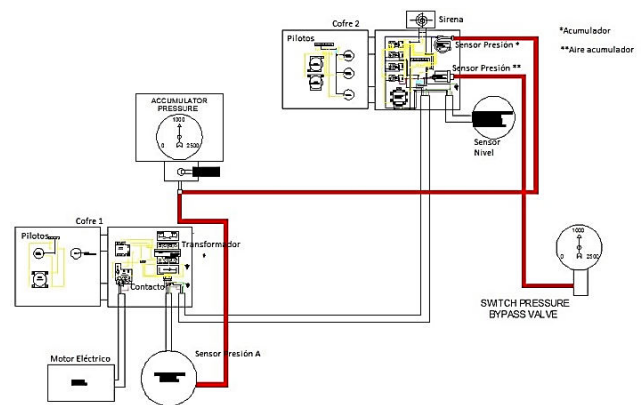 Sirena
Cofre 2
*Acumulador
Pilotos
Sensor Presión *
**Aire acumulador
Sensor Presión **
ACCUMULATOR
PRESSURE
1000
0
2500
Sensor
Nivel
Cofre 1
Pilotos
Transformador
*
Contacto
1000
0
2500
SWITCH PRESSURE
BYPASS VALVE
Motor Eléctrico
Sensor Presión A